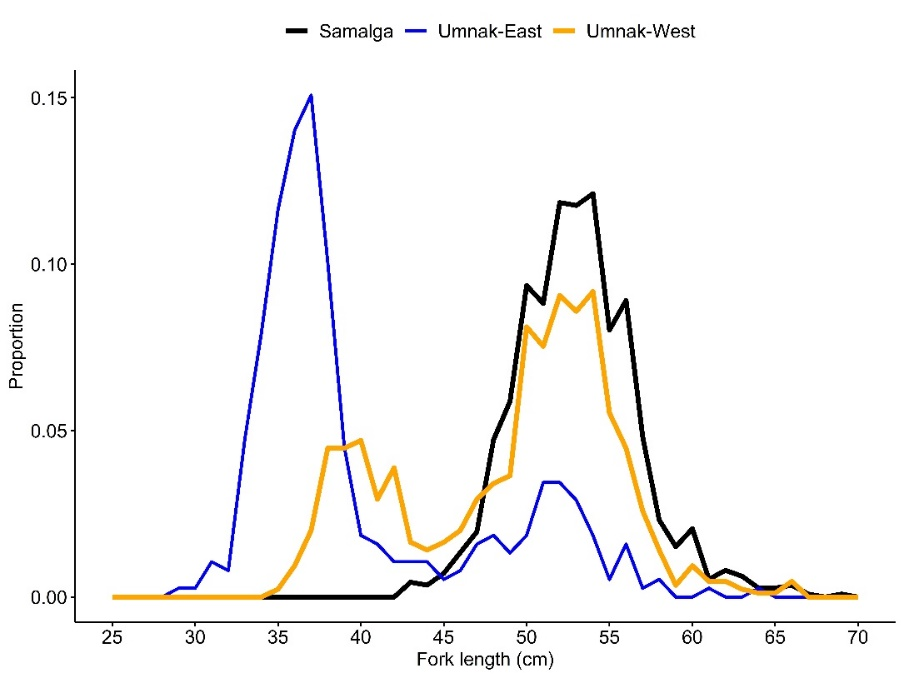 Samalga Umnak-East Umnak-West
0.15
0.10
0.05
0.00
Proportion
25 30 35 40 45 50 55 60 65 70
Fork length (cm)